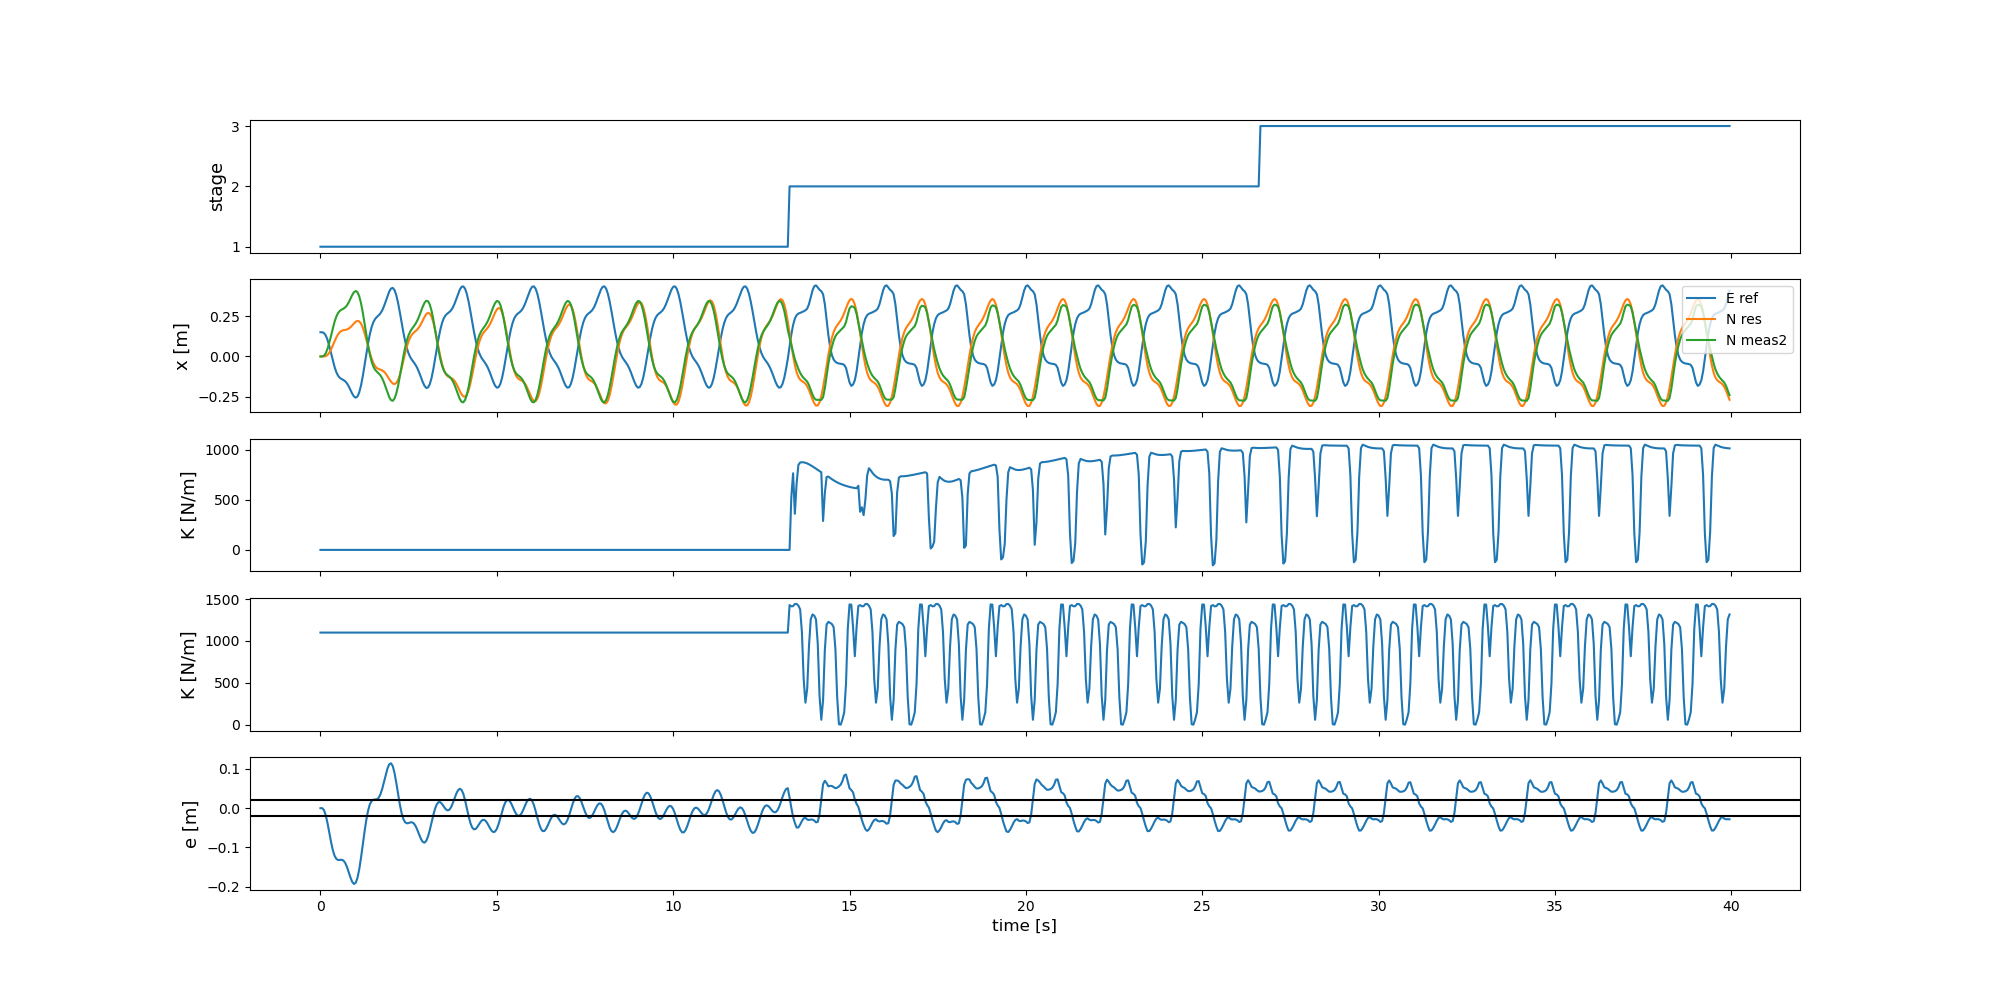 3
2
1
stage
0.25
0.00
−0.25
x [m]
E ref
N res
N meas2
1000
500
0
K [N/m]
1500
1000
500
0
K [N/m]
0.1
0.0
−0.1
−0.2
e [m]
0 5 10 15 20 25 30 35 40
time [s]